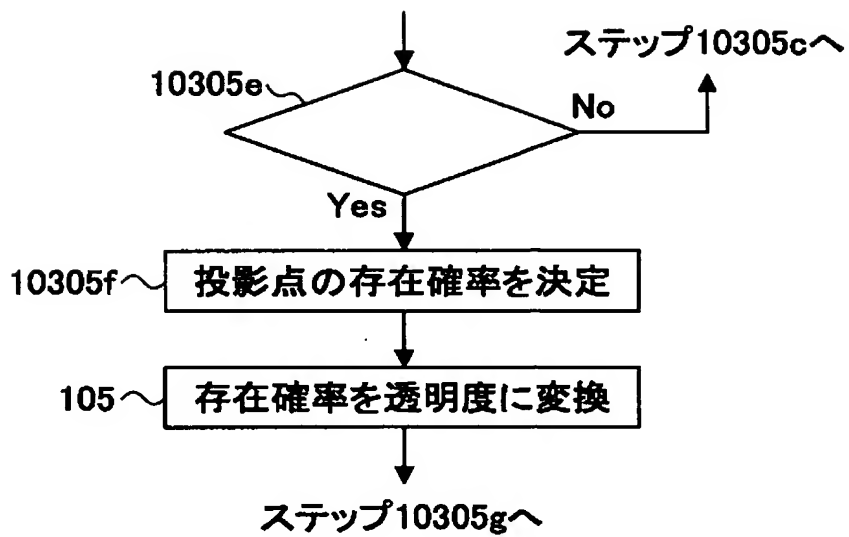 ステップ10305cへ
10305e
No
Yes
10305f
投影点の存在確率を決定
105
存在確率を透明度に変換
ステップ10305gへ